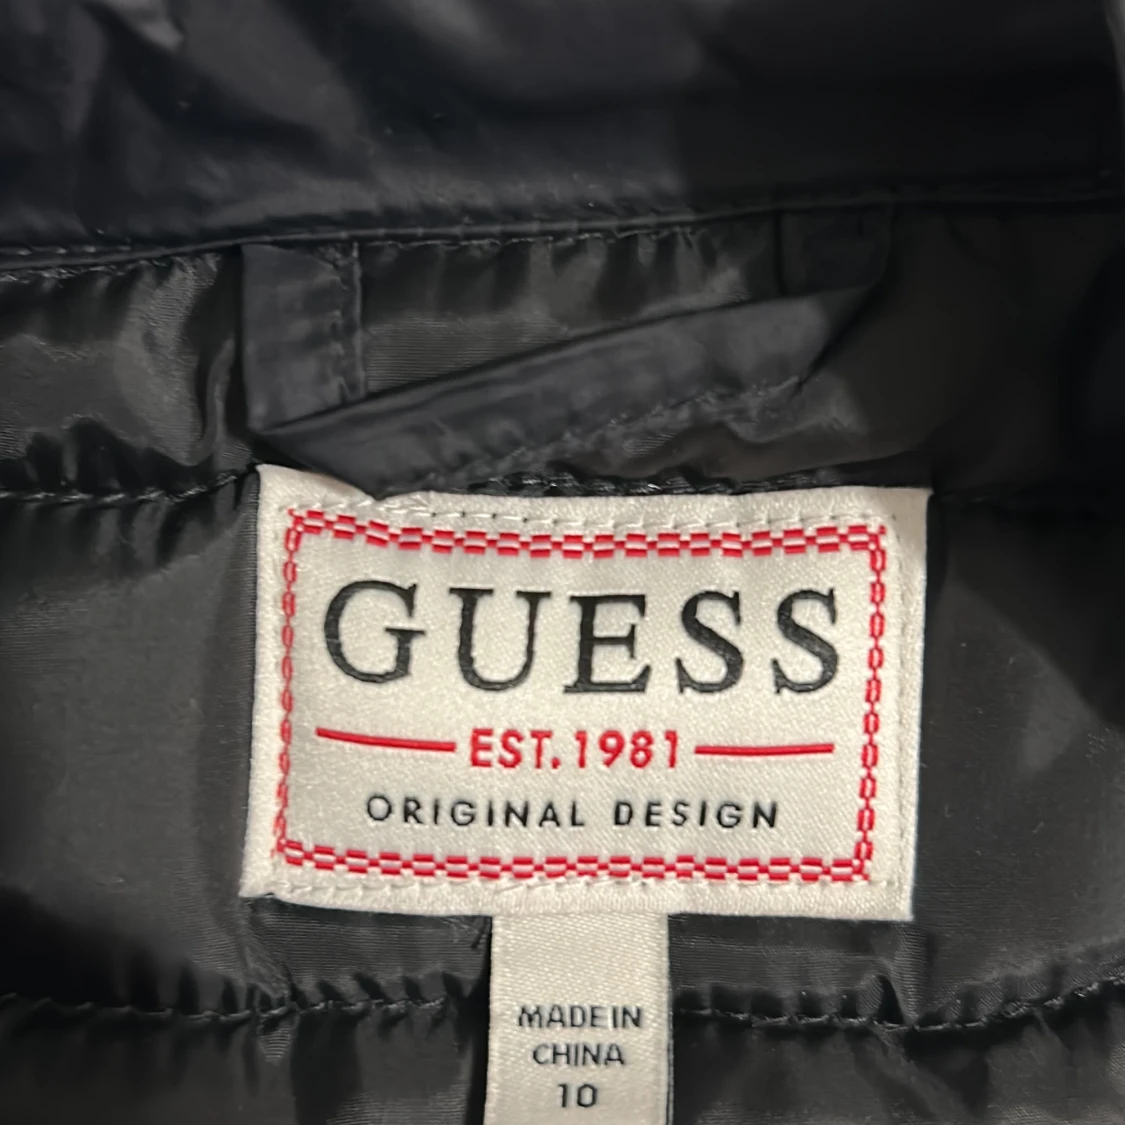 GUESS
EST. 1981
ORIGINAL DESIGN
MADE IN
CHINA
10